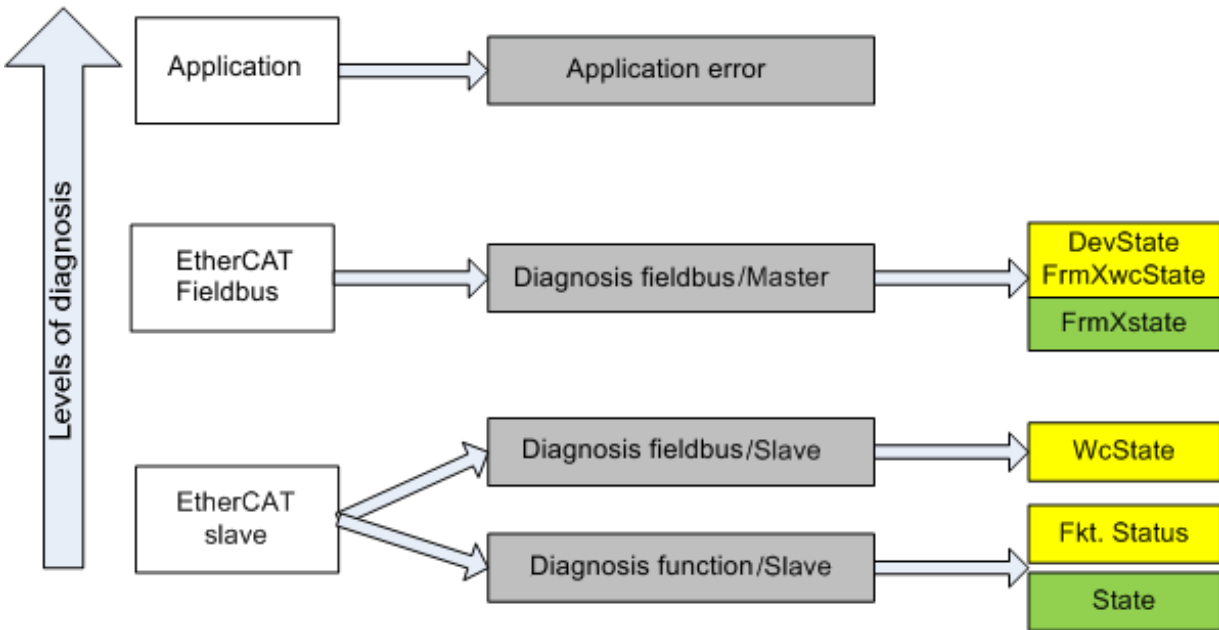 Levels of diagnosis
Application
Application error
EtherCAT
Fieldbus
Diagnosis fieldbus/Master
DevState
FrmXwcState
FrmXstate
EtherCAT
slave
Diagnosis fieldbus/Slave
WcState
Diagnosis function/Slave
Fkt. Status
State